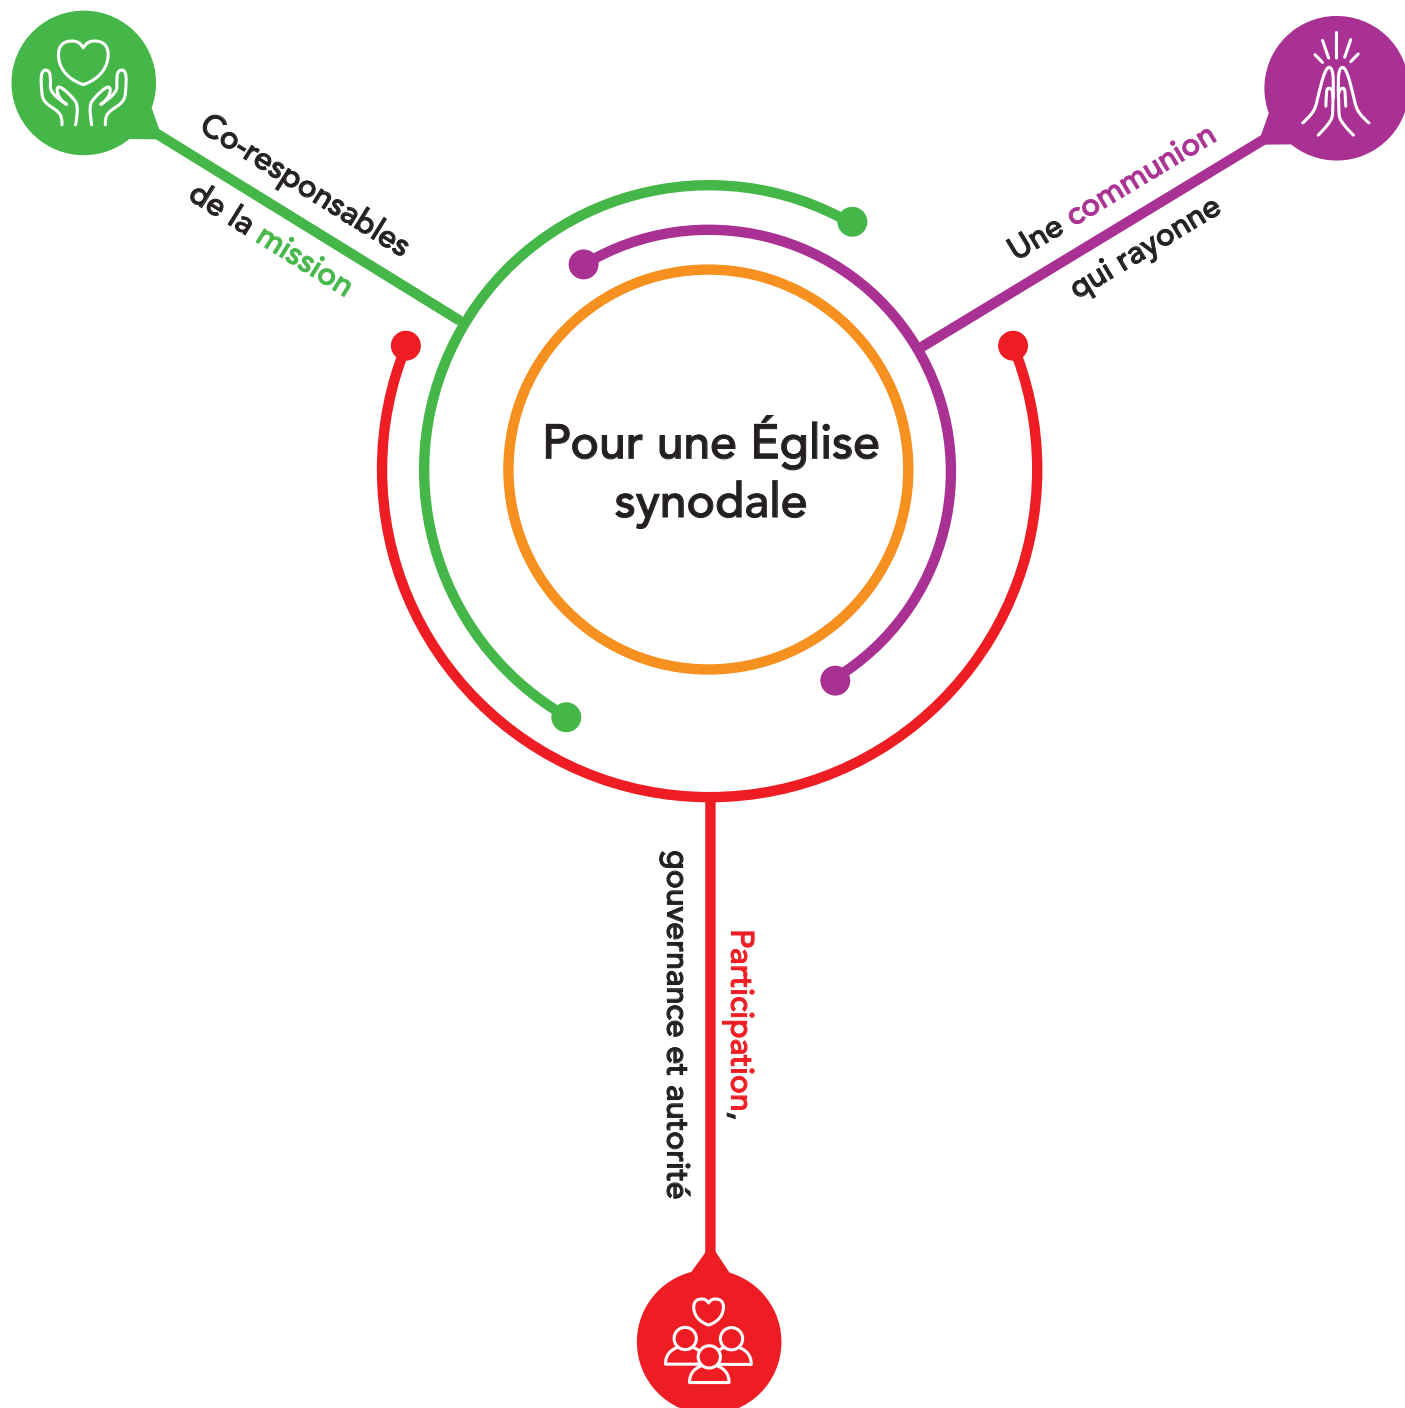 Co-responsables
de la mission
Une communion
qui rayonne
Pour une Église
synodale
Participation,
gouvernance et autorité